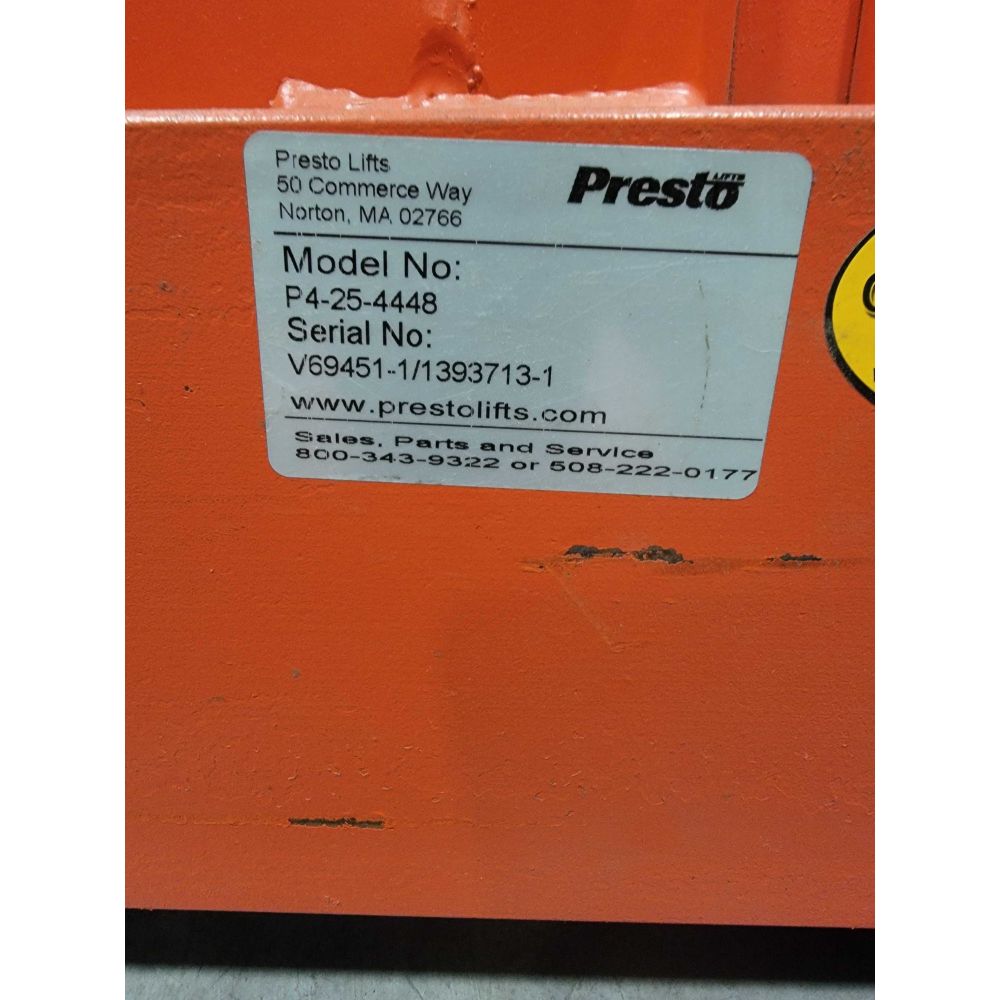 Presto Lifts
50 Commerce Way
Norton, MA 02766
Presto LIFTS
Model No:
P4-25-4448
Serial No:
V69451-1/1393713-1
www.prestolifts.com
Sales, Parts and Service
800-343-9322 or 508-222-0177